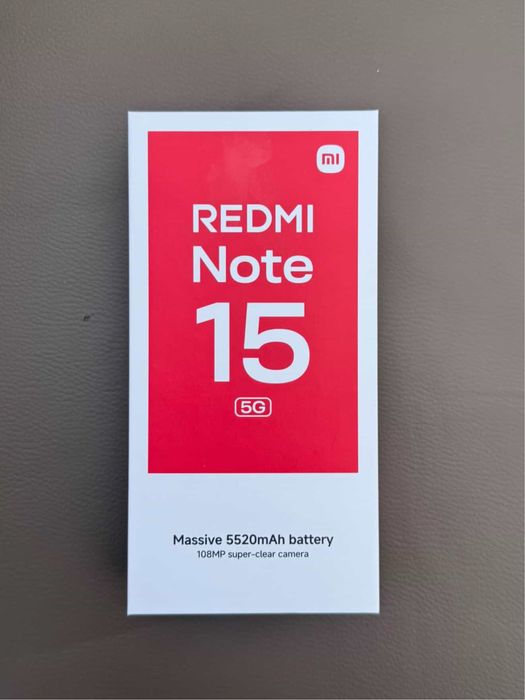 mi
REDMI
Note
15
5G
Massive 5520mAh battery
108MP super-clear camera